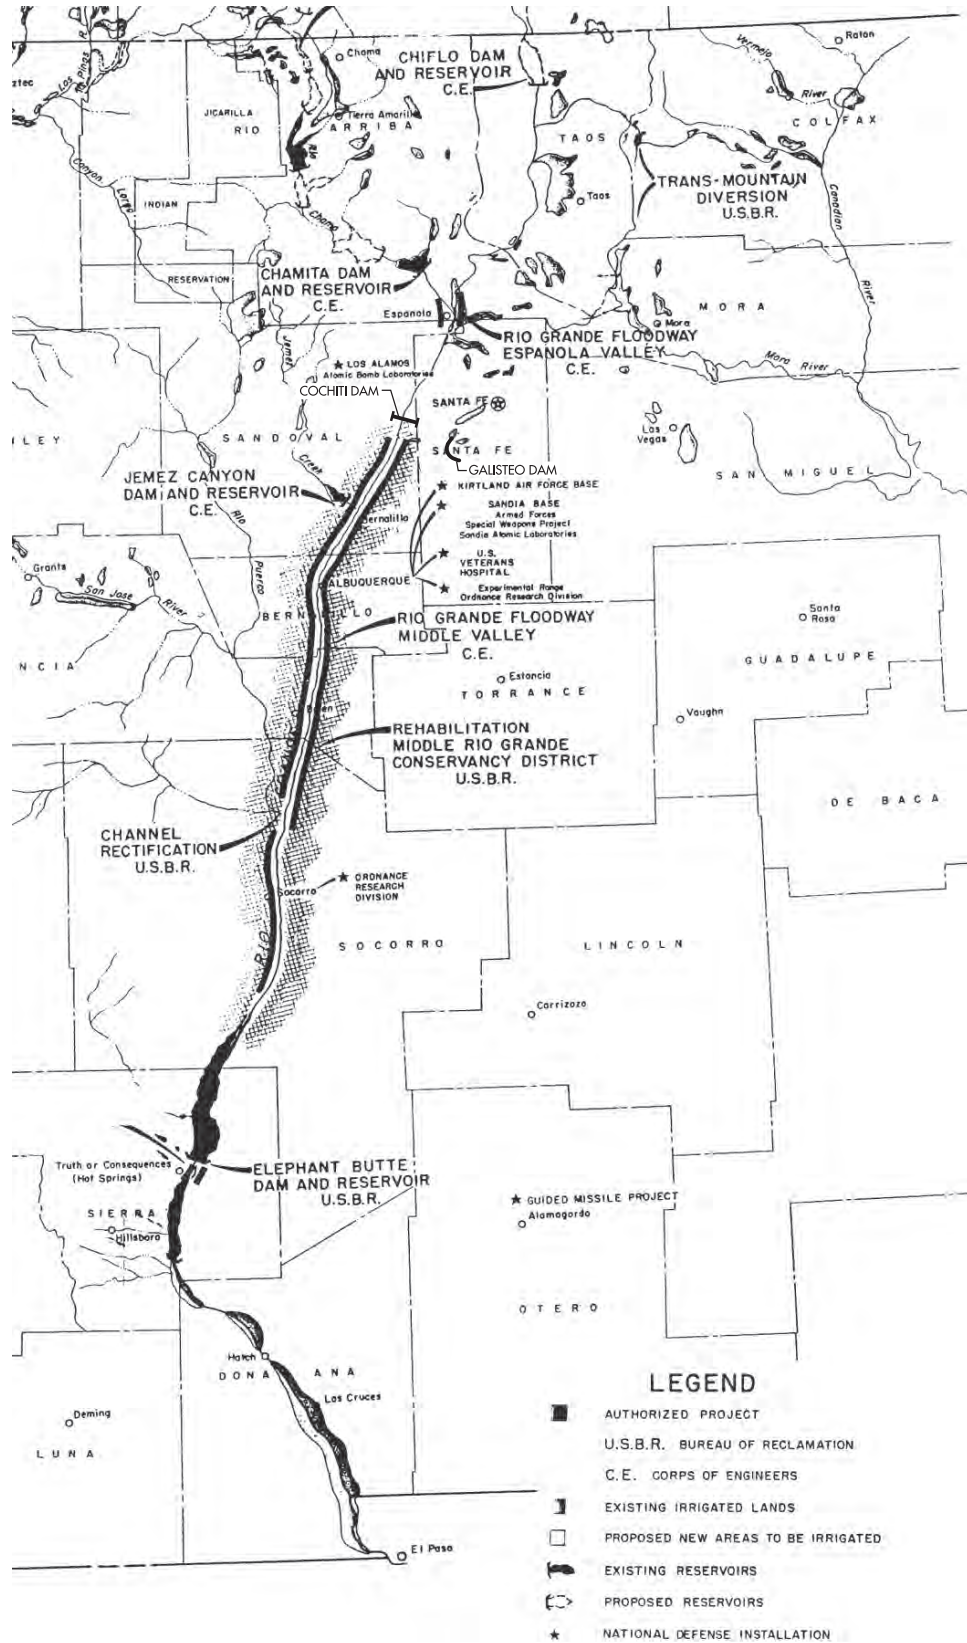 Chama
CHIFLO DAM
AND RESERVOIR
C.E.
Vermejo
River
Raton
ztec
Los
Pinos
R.
JICARILLA
RIO
Tierra Amarilla
ARRIBA
TAOS
COLFAX
Canyon
Largo
INDIAN
Rio
Chama
Taos
TRANS-MOUNTAIN
DIVERSION
U.S.B.R.
Canadian
River
RESERVATION
CHAMITA DAM
AND RESERVOIR
C.E.
Espanola
MORA
Mora
RIO GRANDE FLOODWAY
ESPANOLA VALLEY
C.E.
Mora
River
Jemez
Creek
LOS ALAMOS
Atomic Bomb Laboratories
COCHITI DAM
SANTA FE
Las
Vegas
NLEY
SANDOVAL
SANTA FE
GALISTEO DAM
SAN MIGUEL
JEMEZ CANYON
DAM AND RESERVOIR
C.E.
Rio
Puerco
KIRTLAND AIR FORCE BASE
SANDIA BASE
Armed Forces
Special Weapons Project
Sandia Atomic Laboratories
Bernalillo
U.S.
VETERANS
HOSPITAL
Grants
San Jose
River
ALBUQUERQUE
Experimental Range
Ordnance Research Division
BERNALILLO
RIO GRANDE FLOODWAY
MIDDLE VALLEY
C.E.
Santa
Rosa
NCIA
GUADALUPE
Estancia
TORRANCE
Belen
Vaughn
REHABILITATION
MIDDLE RIO GRANDE
CONSERVANCY DISTRICT
U.S.B.R.
DE BACA
CHANNEL
RECTIFICATION
U.S.B.R.
Socorro
ORDNANCE
RESEARCH
DIVISION
RIO
SOCORRO
LINCOLN
Carrizozo
Truth or Consequences
(Hot Springs)
ELEPHANT BUTTE
DAM AND RESERVOIR
U.S.B.R.
SIERRA
Hillsboro
GUIDED MISSILE PROJECT
Alamogordo
OTERO
Hatch
DONA ANA
Las Cruces
Deming
LUNA
El Paso
LEGEND
AUTHORIZED PROJECT
U.S.B.R. BUREAU OF RECLAMATION
C.E. CORPS OF ENGINEERS
EXISTING IRRIGATED LANDS
PROPOSED NEW AREAS TO BE IRRIGATED
EXISTING RESERVOIRS
PROPOSED RESERVOIRS
NATIONAL DEFENSE INSTALLATION